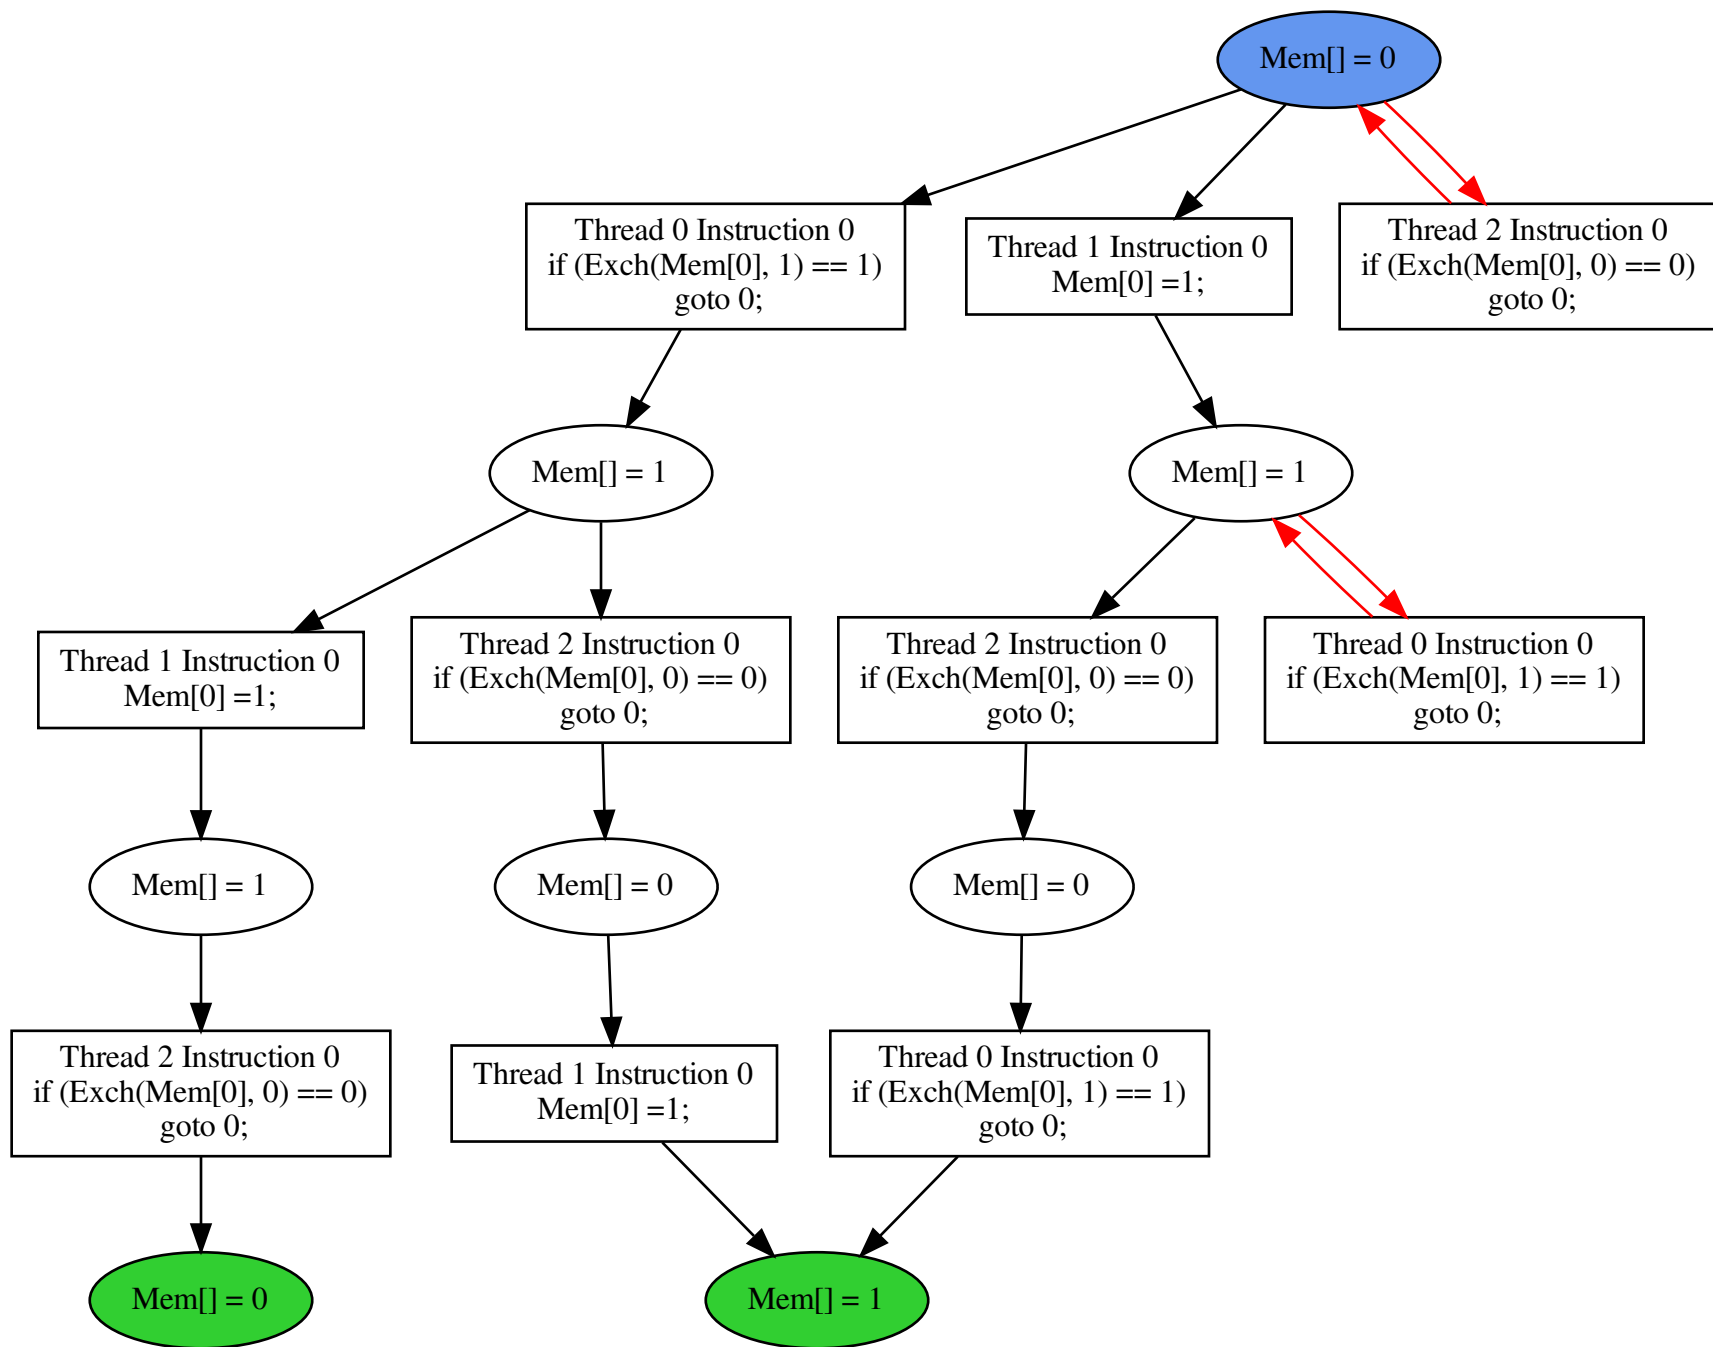 Mem[] = 0
Thread 0 Instruction 0
if (Exch(Mem[0], 1) == 1)
goto 0;
Thread 1 Instruction 0
Mem[0] =1;
Thread 2 Instruction 0
if (Exch(Mem[0], 0) == 0)
goto 0;
Mem[] = 1
Mem[] = 1
Thread 1 Instruction 0
Mem[0] =1;
Thread 2 Instruction 0
if (Exch(Mem[0], 0) == 0)
goto 0;
Thread 2 Instruction 0
if (Exch(Mem[0], 0) == 0)
goto 0;
Thread 0 Instruction 0
if (Exch(Mem[0], 1) == 1)
goto 0;
Mem[] = 1
Mem[] = 0
Mem[] = 0
Thread 2 Instruction 0
if (Exch(Mem[0], 0) == 0)
goto 0;
Thread 1 Instruction 0
Mem[0] =1;
Thread 0 Instruction 0
if (Exch(Mem[0], 1) == 1)
goto 0;
Mem[] = 0
Mem[] = 1